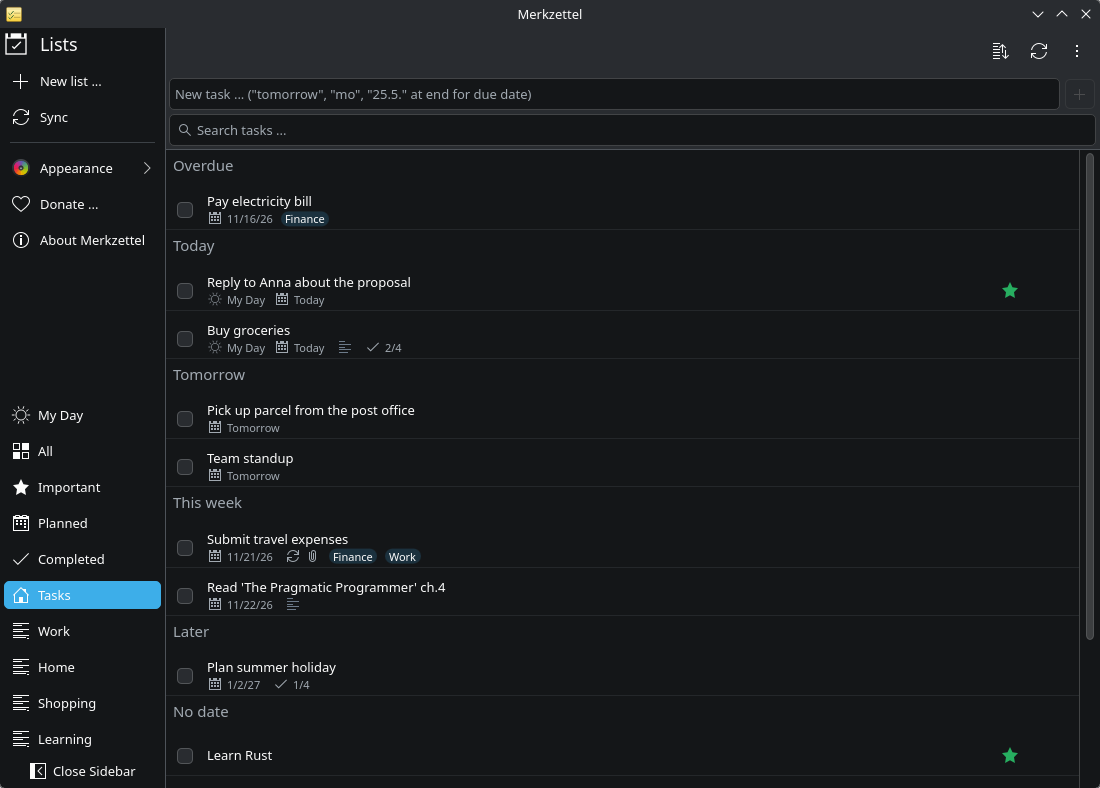 Merkzettel
Lists
New list ...
Sync
Appearance
Donate ...
About Merkzettel
My Day
All
Important
Planned
Completed
Tasks
Work
Home
Shopping
Learning
Close Sidebar
New task ... ("tomorrow", "mo", "25.5." at end for due date)
Search tasks ...
Overdue
Pay electricity bill
11/16/26 Finance
Today
Reply to Anna about the proposal
My Day Today
Buy groceries
My Day Today 2/4
Tomorrow
Pick up parcel from the post office
Tomorrow
Team standup
Tomorrow
This week
Submit travel expenses
11/21/26 Finance Work
Read 'The Pragmatic Programmer' ch.4
11/22/26
Later
Plan summer holiday
1/2/27 1/4
No date
Learn Rust